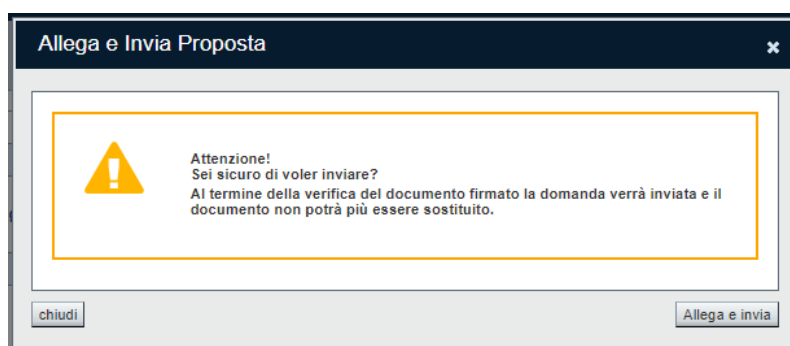 Allega e Invia Proposta
Attenzione!
Sei sicuro di voler inviare?
Al termine della verifica del documento firmato la domanda verrà inviata e il
documento non potrà più essere sostituito.
chiudi
Allega e invia